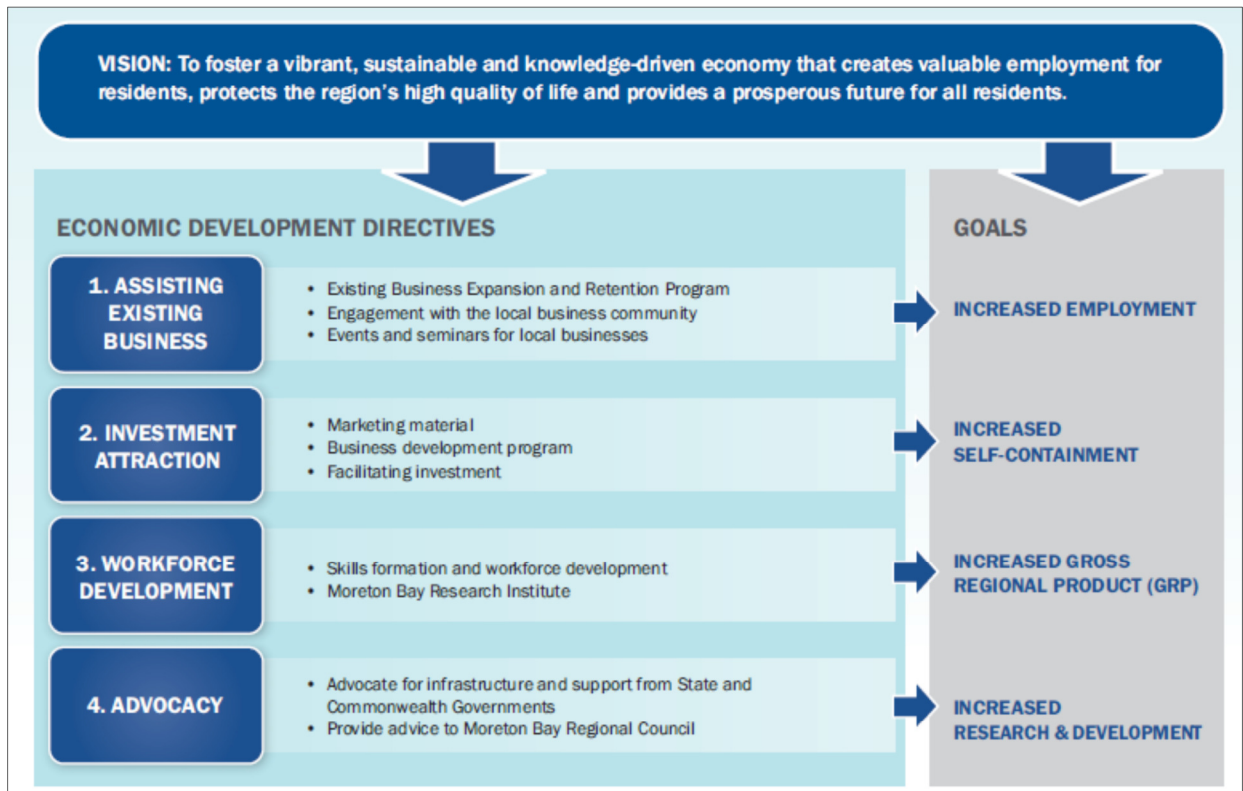 VISION: To foster a vibrant, sustainable and knowledge-driven economy that creates valuable employment for
residents, protects the region's high quality of life and provides a prosperous future for all residents.
ECONOMIC DEVELOPMENT DIRECTIVES
1. ASSISTING
EXISTING
BUSINESS
• Existing Business Expansion and Retention Program
• Engagement with the local business community
• Events and seminars for local businesses
2. INVESTMENT
ATTRACTION
• Marketing material
• Business development program
• Facilitating investment
3. WORKFORCE
DEVELOPMENT
• Skills formation and workforce development
• Moreton Bay Research Institute
4. ADVOCACY
• Advocate for infrastructure and support from State and
Commonwealth Governments
• Provide advice to Moreton Bay Regional Council
GOALS
INCREASED EMPLOYMENT
INCREASED
SELF-CONTAINMENT
INCREASED GROSS
REGIONAL PRODUCT (GRP)
INCREASED
RESEARCH & DEVELOPMENT